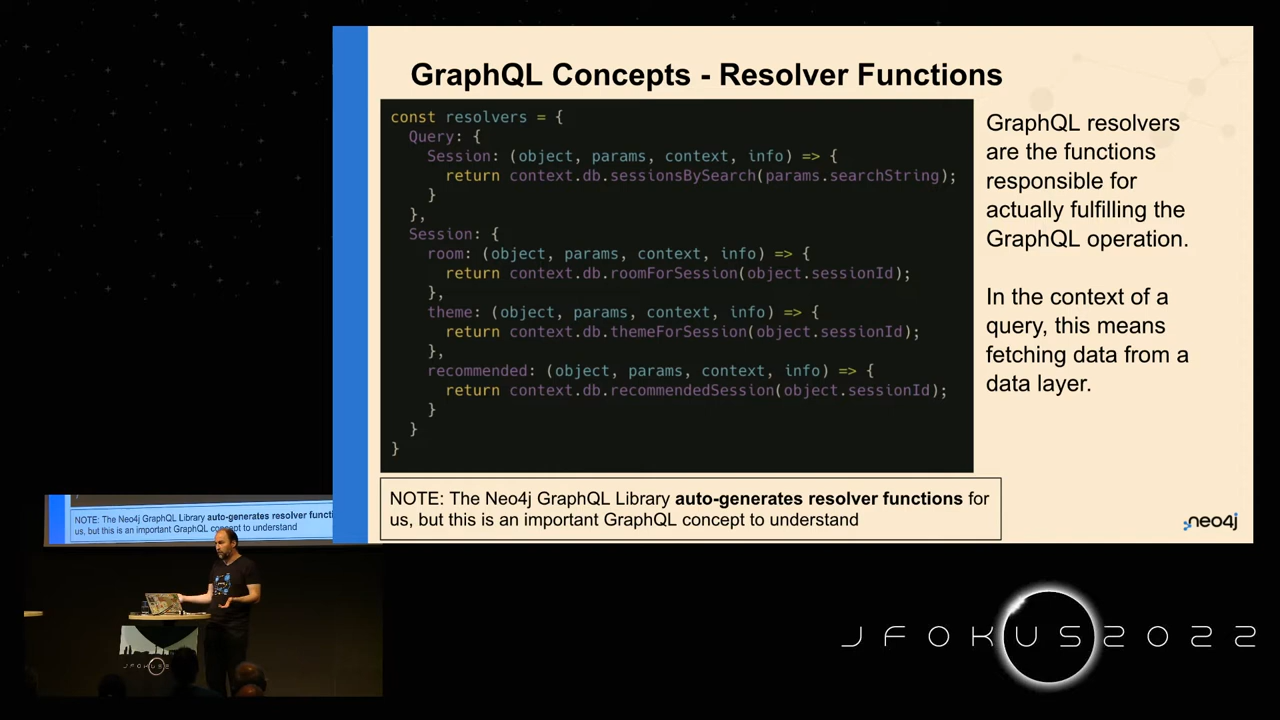 GraphQL Concepts - Resolver Functions
const resolvers = {
Query: {
Session: (object, params, context, info) => {
return context.db.sessionsBySearch(params.searchString);
}
},
Session: {
room: (object, params, context, info) => {
return context.db.roomForSession(object.sessionId);
},
theme: (object, params, context, info) => {
return context.db.themeForSession(object.sessionId);
},
recommended: (object, params, context, info) => {
return context.db.recommendedSession(object.sessionId);
}
}
}
GraphQL resolvers
are the functions
responsible for
actually fulfilling the
GraphQL operation.
In the context of a
query, this means
fetching data from a
data layer.
NOTE: The Neo4j GraphQL Library auto-generates resolver functions for
us, but this is an important GraphQL concept to understand
neo4j
NOTE: The Neo4j GraphQL Library auto-generates resolver functi
us, but this is an important GraphQL concept to understand
JFOKUS
JFOKUS2022